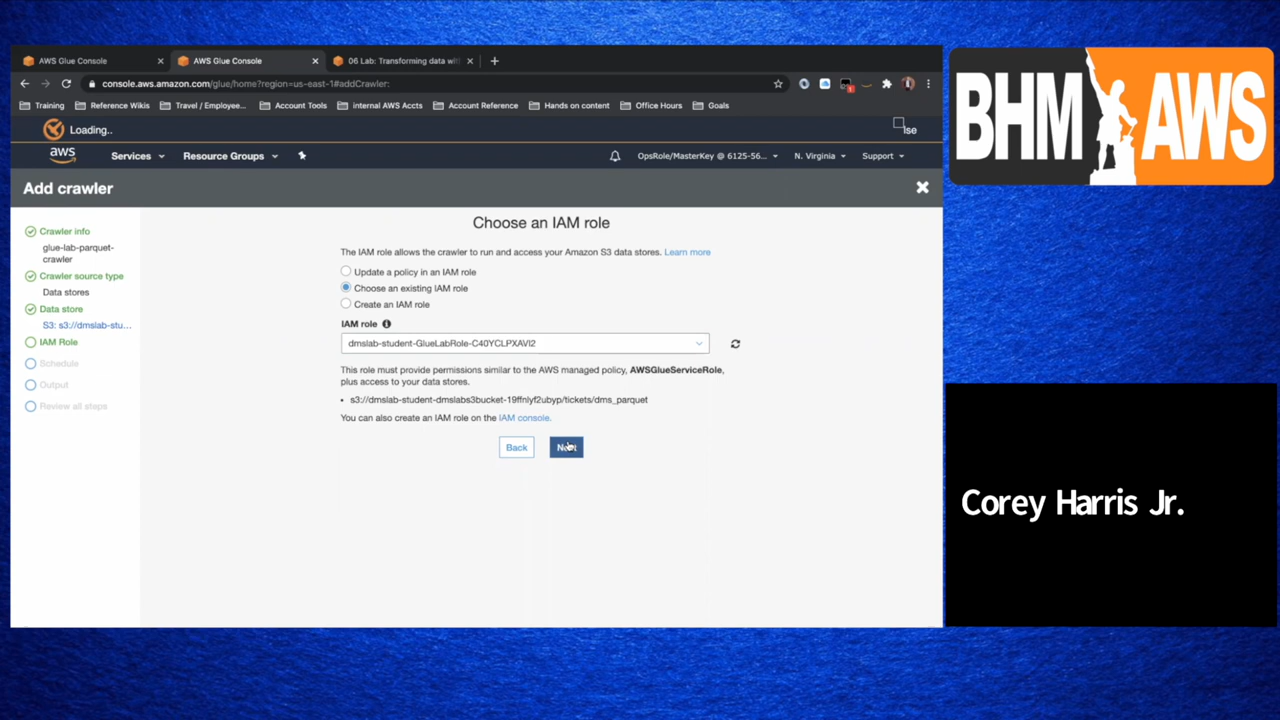 AWS Glue Console
AWS Glue Console
06 Lab: Transforming data wit
console.aws.amazon.com/glue/home?region=us-east-1#addCrawler:
Training
Reference Wikis
Travel / Employee...
Account Tools
internal AWS Accts
Account Reference
Hands on content
Office Hours
Goals
Loading..
lse
aws
Services
Resource Groups
OpsRole/MasterKey @ 6125-56...
N. Virginia
Support
Add crawler
Crawler info
glue-lab-parquet-
crawler
Crawler source type
Data stores
Data store
S3: s3://dmslab-stu...
IAM Role
Schedule
Output
Review all steps
Choose an IAM role
The IAM role allows the crawler to run and access your Amazon S3 data stores. Learn more
Update a policy in an IAM role
Choose an existing IAM role
Create an IAM role
IAM role
dmslab-student-GlueLabRole-C40YCLPXAVI2
This role must provide permissions similar to the AWS managed policy, AWSGlueServiceRole,
plus access to your data stores.
• s3://dmslab-student-dmslabs3bucket-19ffnlyf2ubyp/tickets/dms_parquet
You can also create an IAM role on the IAM console.
Back
Next
BHM AWS
Corey Harris Jr.